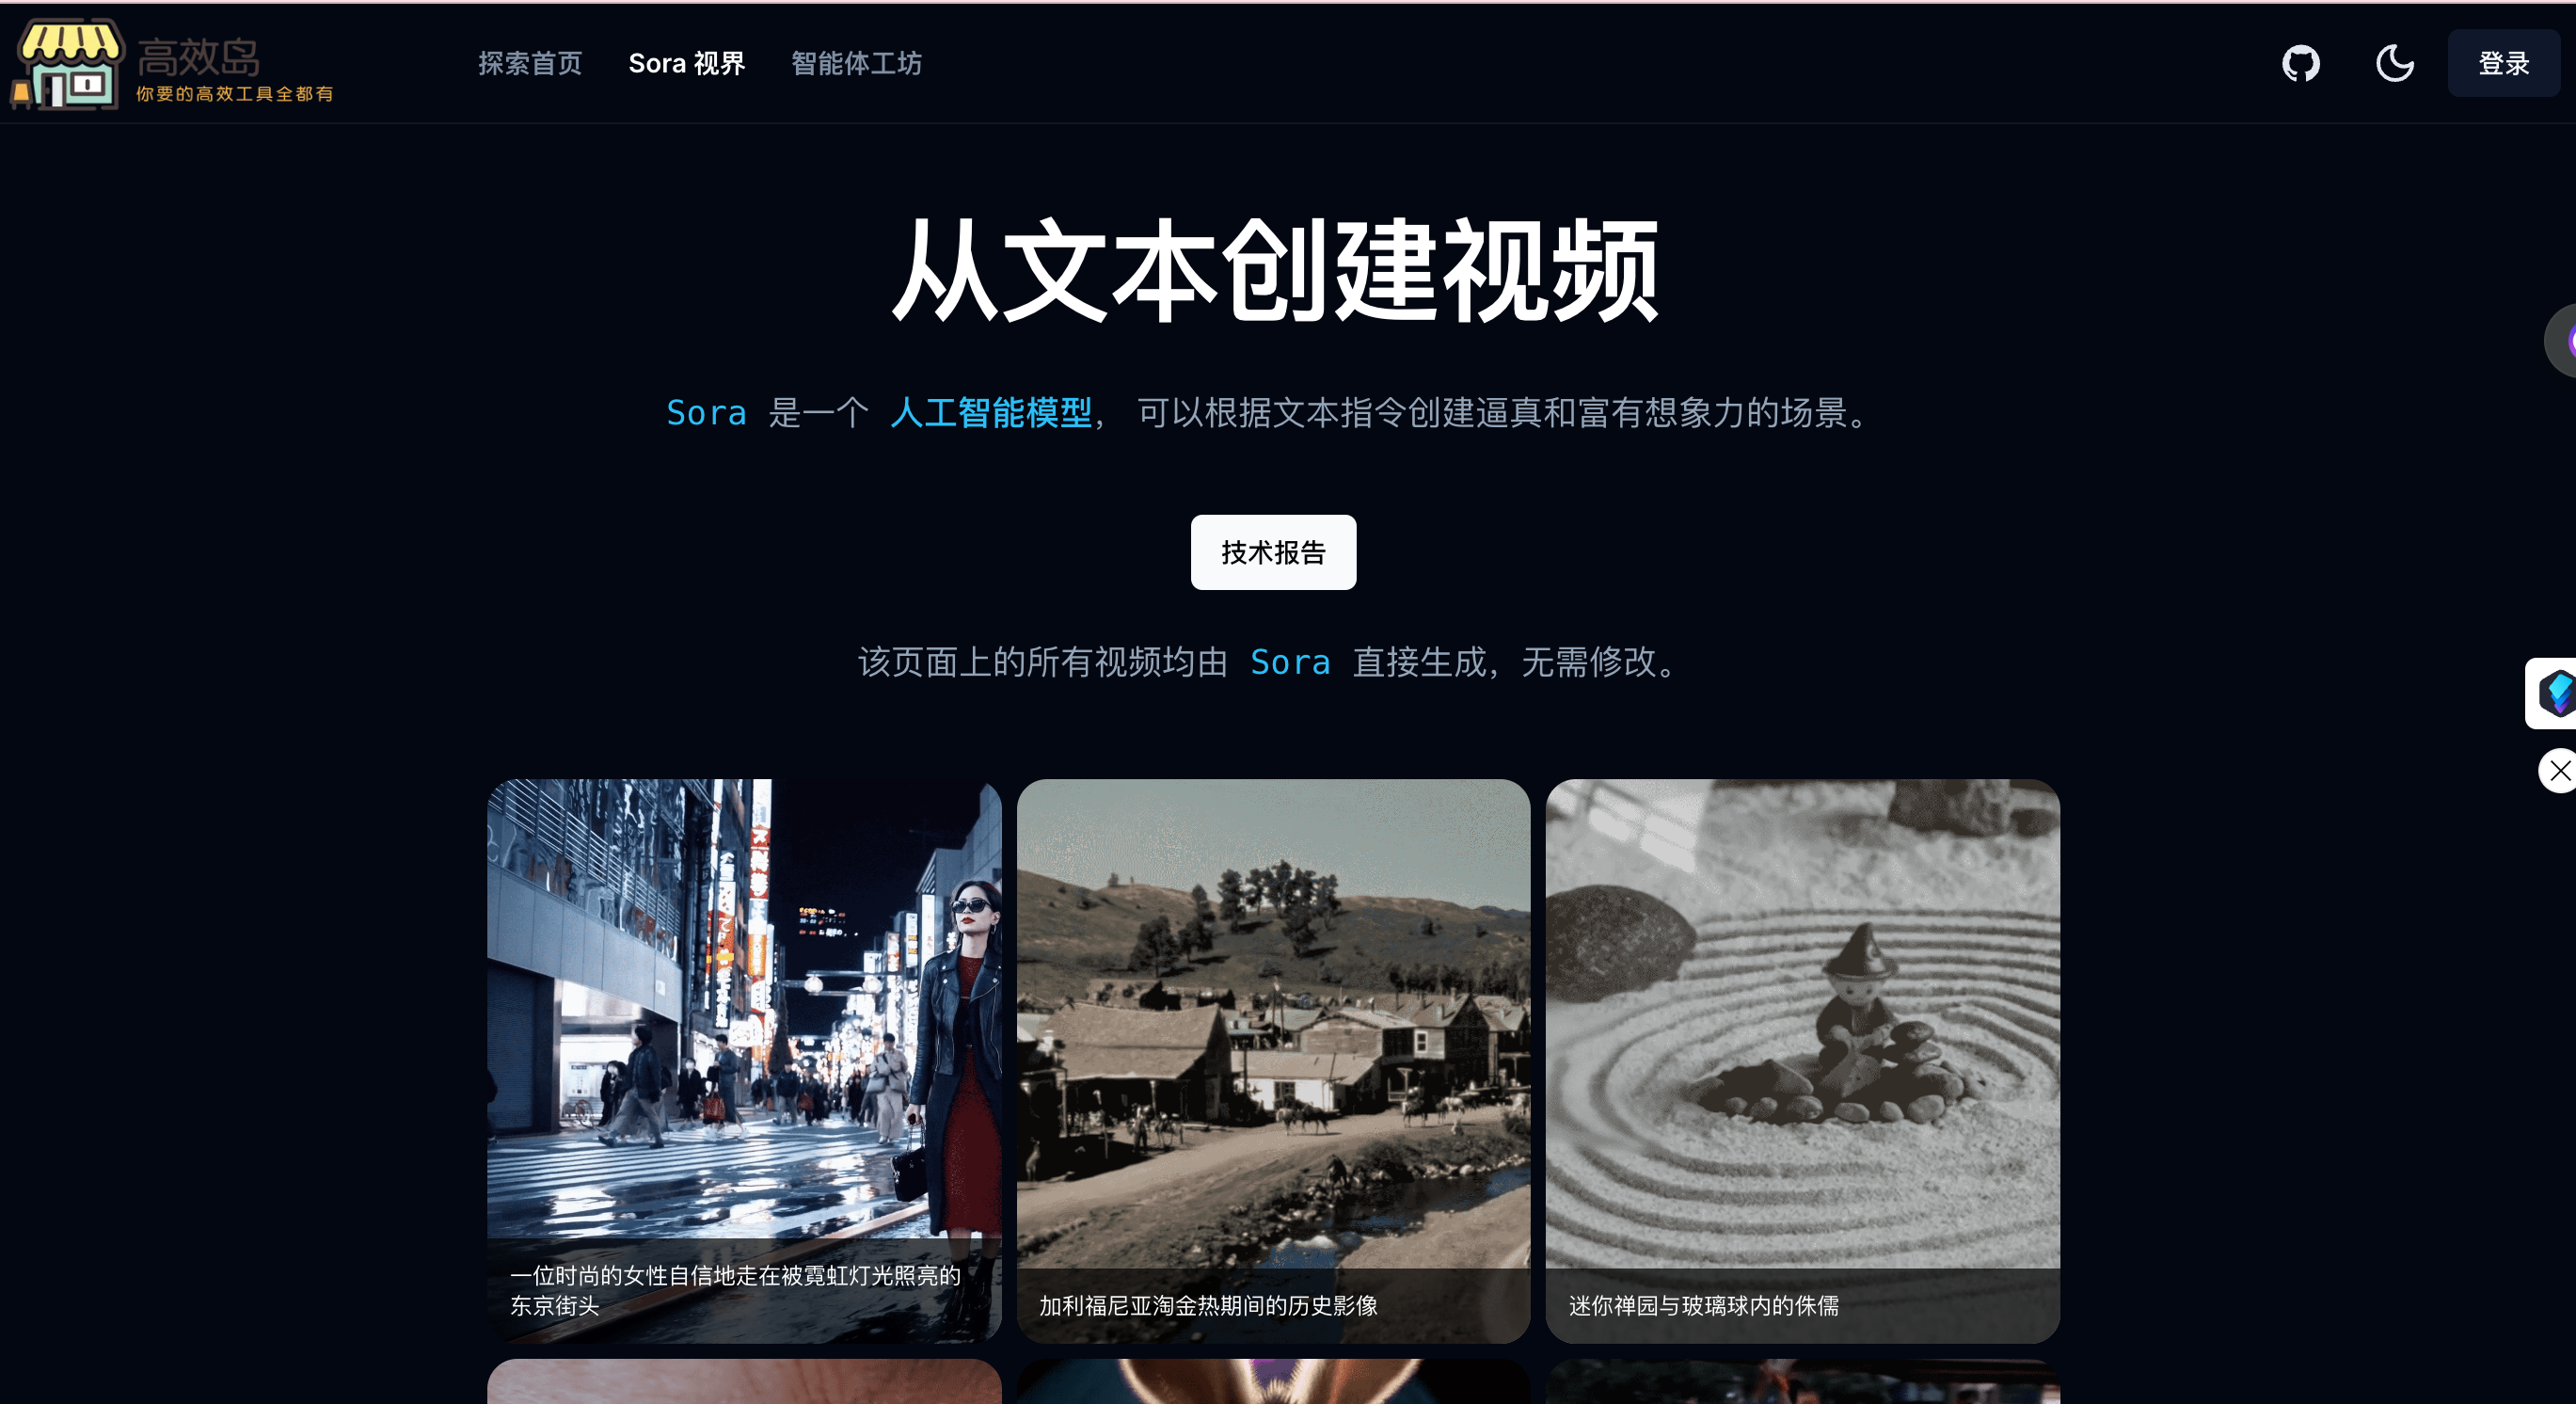 高效岛
你要的高效工具全都有
探索首页
Sora 视界
智能体工坊
登录
从文本创建视频
Sora 是一个 人工智能模型， 可以根据文本指令创建逼真和富有想象力的场景。
技术报告
该页面上的所有视频均由 Sora 直接生成，无需修改。
一位时尚的女性自信地走在被霓虹灯光照亮的
东京街头
加利福尼亚淘金热期间的历史影像
迷你禅园与玻璃球内的侏儒